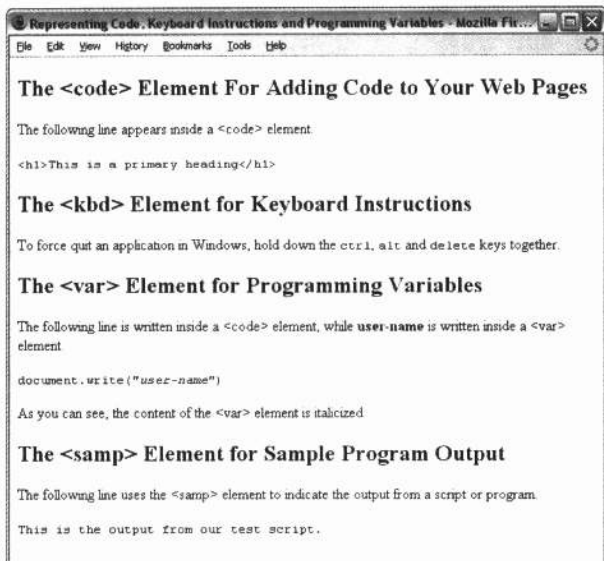 Representing Code, Keyboard Instructions and Programming Variables - Mozilla Fir...
File Edit View History Bookmarks Tools Help
The <code> Element For Adding Code to Your Web Pages
The following line appears inside a <code> element.
<h1>This is a primary heading</h1>
The <kbd> Element for Keyboard Instructions
To force quit an application in Windows, hold down the ctrl, alt and delete keys together.
The <var> Element for Programming Variables
The following line is written inside a <code> element, while user-name is written inside a <var>
element.
document.write("user-name")
As you can see, the content of the <var> element is italicized
The <samp> Element for Sample Program Output
The following line uses the <samp> element to indicate the output from a script or program.
This is the output from our test script.